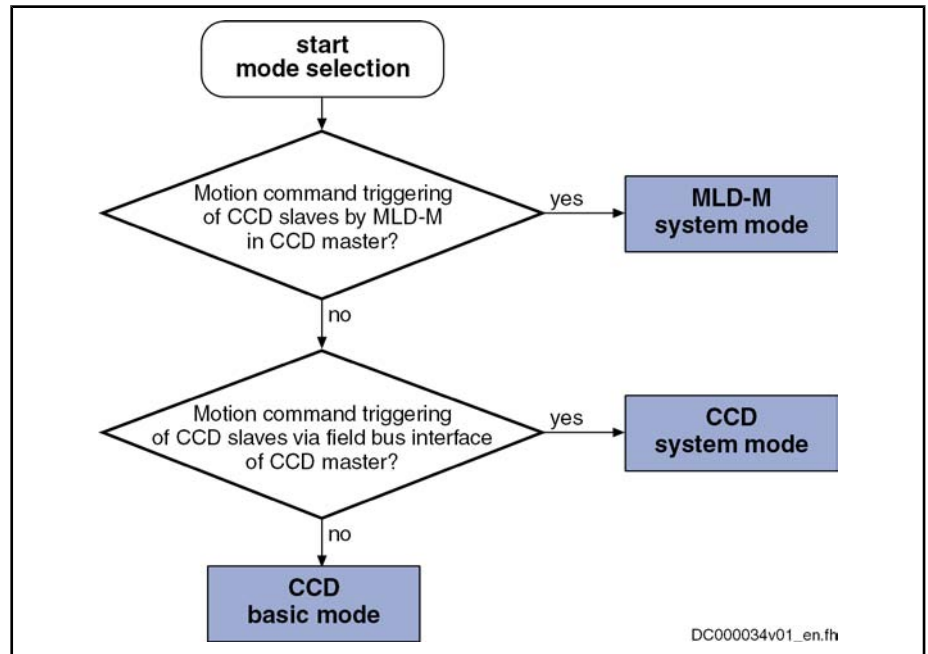 start
mode selection
Motion command triggering
of CCD slaves by MLD-M
in CCD master?
yes
MLD-M
system mode
no
Motion command triggering
of CCD slaves via field bus interface
of CCD master?
yes
CCD
system mode
no
CCD
basic mode
DC000034v01_en.fh